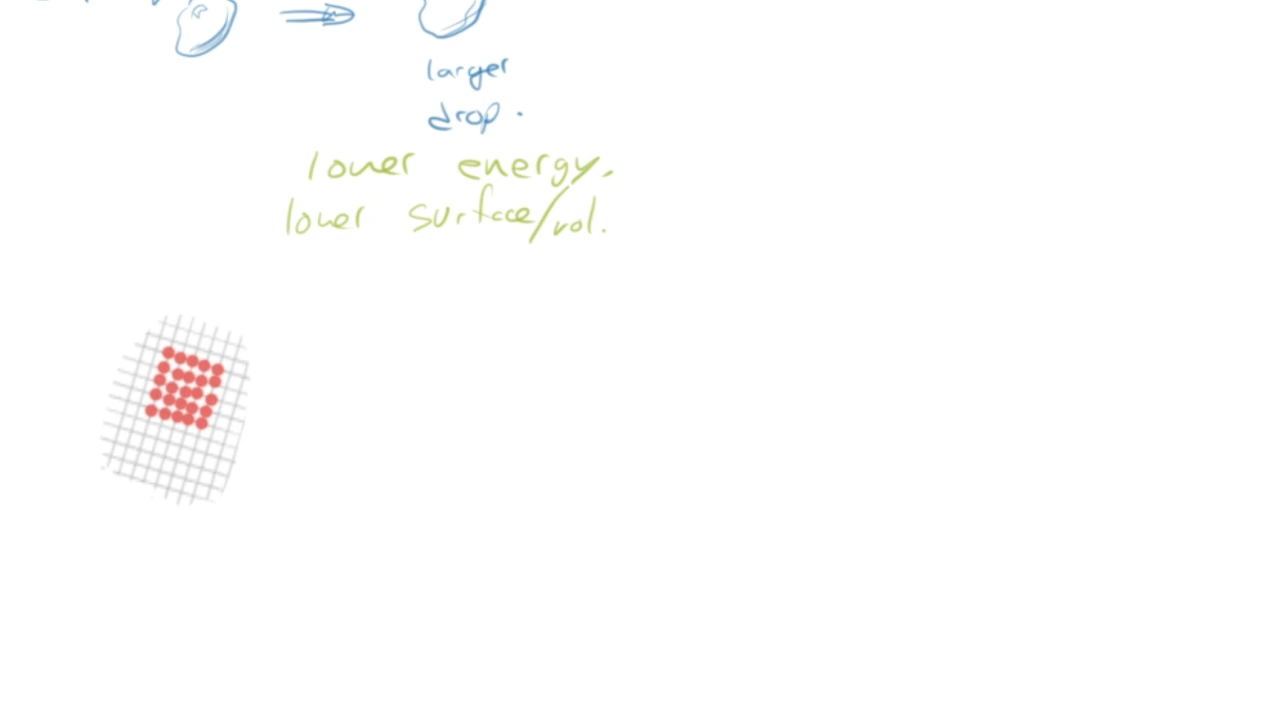 larger
drop.
lower energy,
lower surface/vol.